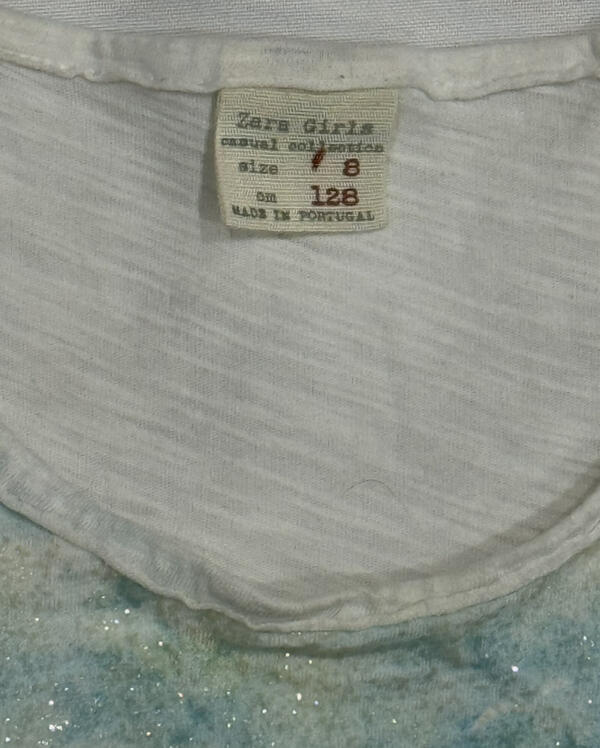 Zara Girls
casual collection
size 8
cm 128
MADE IN PORTUGAL